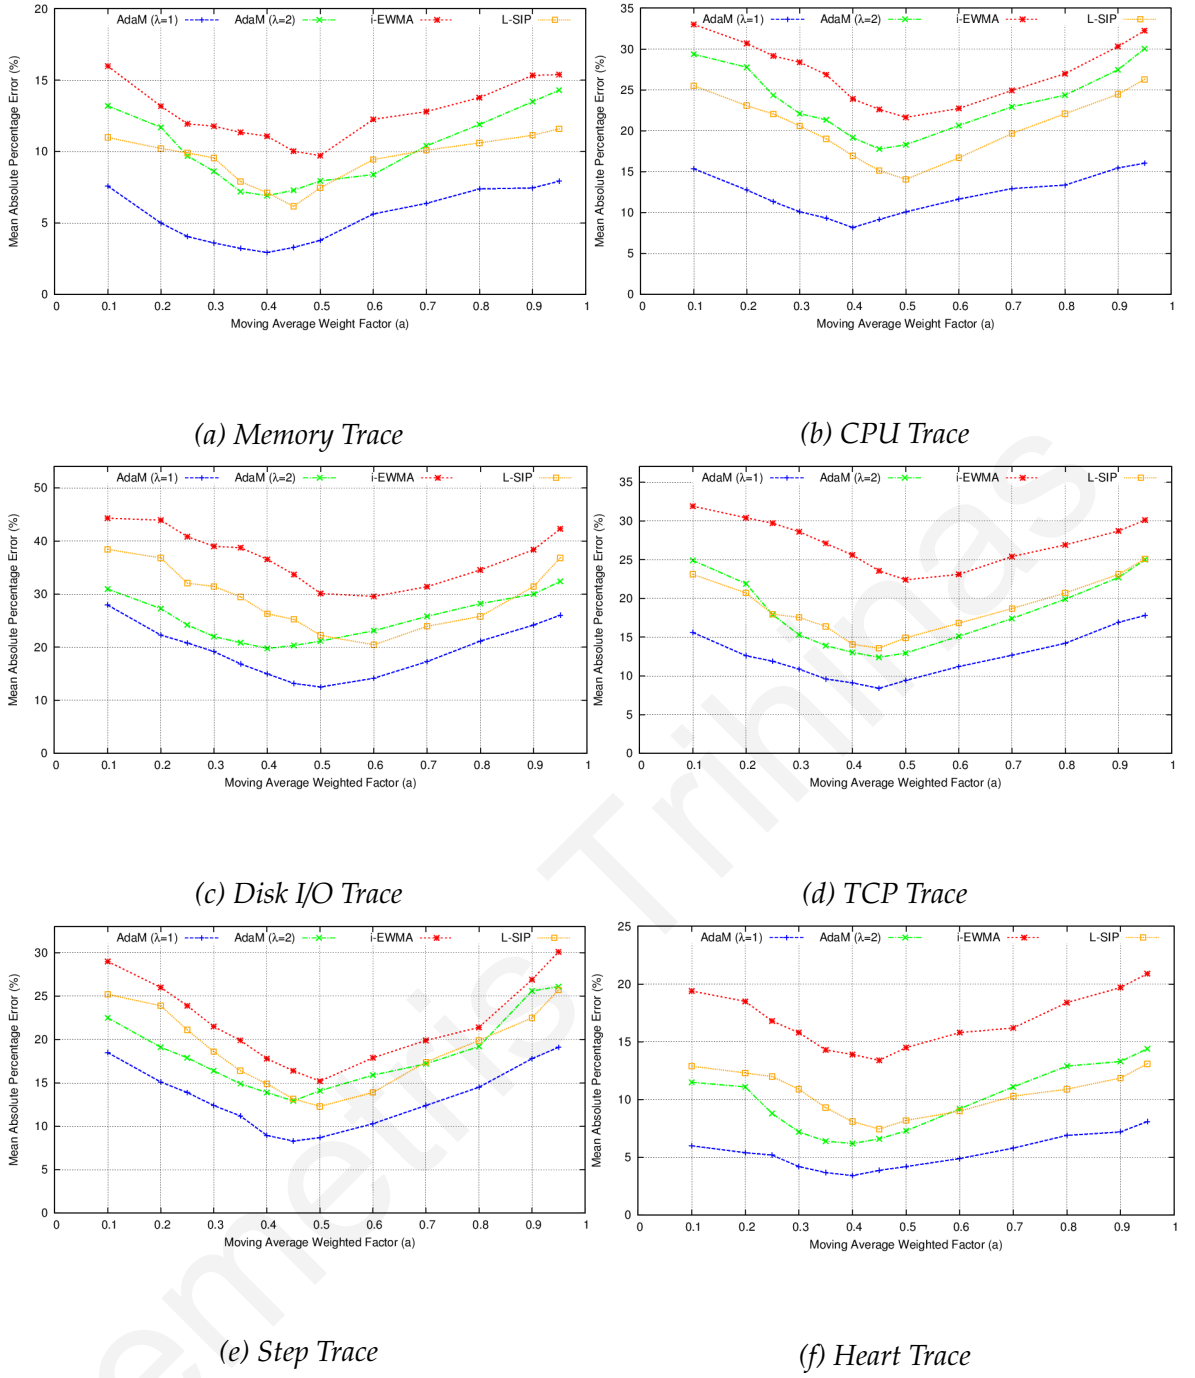 AdaM (λ=1) AdaM (λ=2) i-EWMA L-SIP
Mean Absolute Percentage Error (%)
20
15
10
5
0
0 0.1 0.2 0.3 0.4 0.5 0.6 0.7 0.8 0.9 1
Moving Average Weight Factor (a)
(a) Memory Trace
AdaM (λ=1) AdaM (λ=2) i-EWMA L-SIP
Mean Absolute Percentage Error (%)
35
30
25
20
15
10
5
0
0 0.1 0.2 0.3 0.4 0.5 0.6 0.7 0.8 0.9 1
Moving Average Weight Factor (a)
(b) CPU Trace
AdaM (λ=1) AdaM (λ=2) i-EWMA L-SIP
Mean Absolute Percentage Error (%)
50
40
30
20
10
0
0 0.1 0.2 0.3 0.4 0.5 0.6 0.7 0.8 0.9 1
Moving Average Weighted Factor (a)
(c) Disk I/O Trace
AdaM (λ=1) AdaM (λ=2) i-EWMA L-SIP
Mean Absolute Percentage Error (%)
35
30
25
20
15
10
5
0
0 0.1 0.2 0.3 0.4 0.5 0.6 0.7 0.8 0.9 1
Moving Average Weighted Factor (a)
(d) TCP Trace
AdaM (λ=1) AdaM (λ=2) i-EWMA L-SIP
Mean Absolute Percentage Error (%)
30
25
20
15
10
5
0
0 0.1 0.2 0.3 0.4 0.5 0.6 0.7 0.8 0.9 1
Moving Average Weighted Factor (a)
(e) Step Trace
AdaM (λ=1) AdaM (λ=2) i-EWMA L-SIP
Mean Absolute Percentage Error (%)
25
20
15
10
5
0
0 0.1 0.2 0.3 0.4 0.5 0.6 0.7 0.8 0.9 1
Moving Average Weighted Factor (a)
(f) Heart Trace
emetris Trihinas